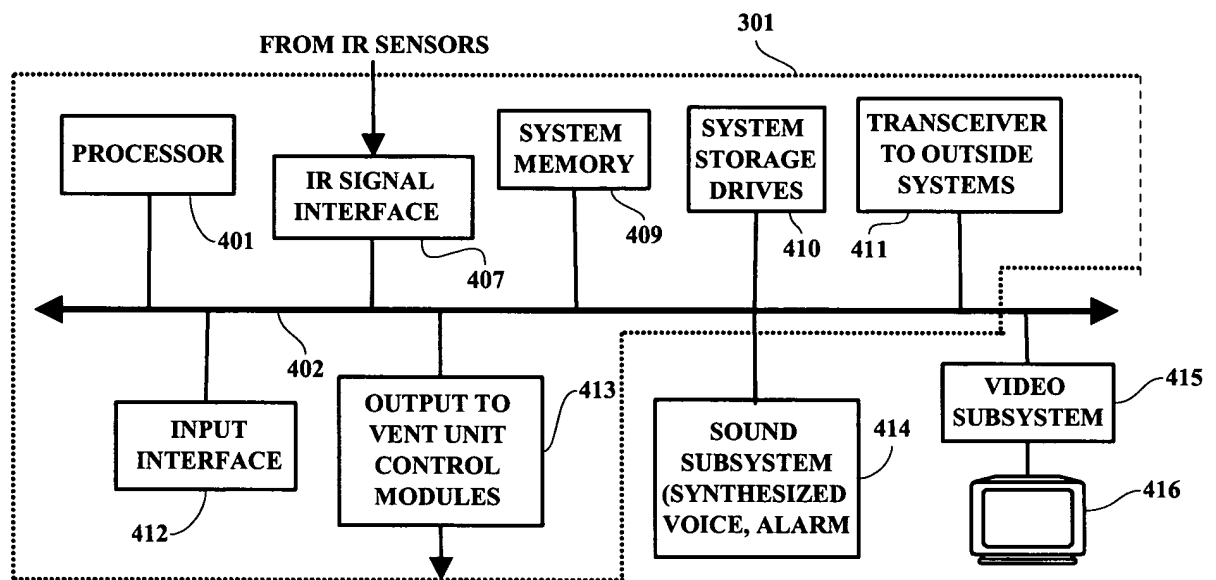 301
FROM IR SENSORS
PROCESSOR
401
IR SIGNAL
INTERFACE
407
SYSTEM
MEMORY
409
SYSTEM
STORAGE
DRIVES
410
TRANSCEIVER
TO OUTSIDE
SYSTEMS
411
402
INPUT
INTERFACE
412
OUTPUT TO
VENT UNIT
CONTROL
MODULES
413
SOUND
SUBSYSTEM
(SYNTHESIZED
VOICE, ALARM
414
VIDEO
SUBSYSTEM
415
416